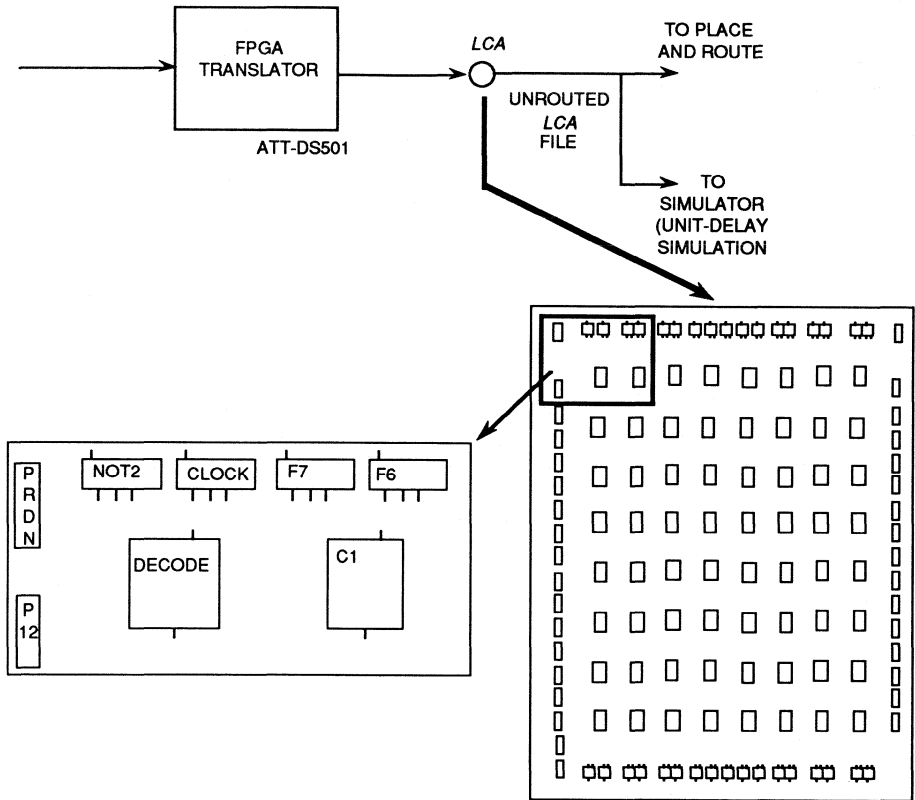 FPGA
TRANSLATOR
ATT-DS501
LCA
UNROUTED
LCA
FILE
TO PLACE
AND ROUTE
TO
SIMULATOR
(UNIT-DELAY
SIMULATION
P
R
D
N
NOT2
CLOCK
F7
F6
DECODE
C1
P
12